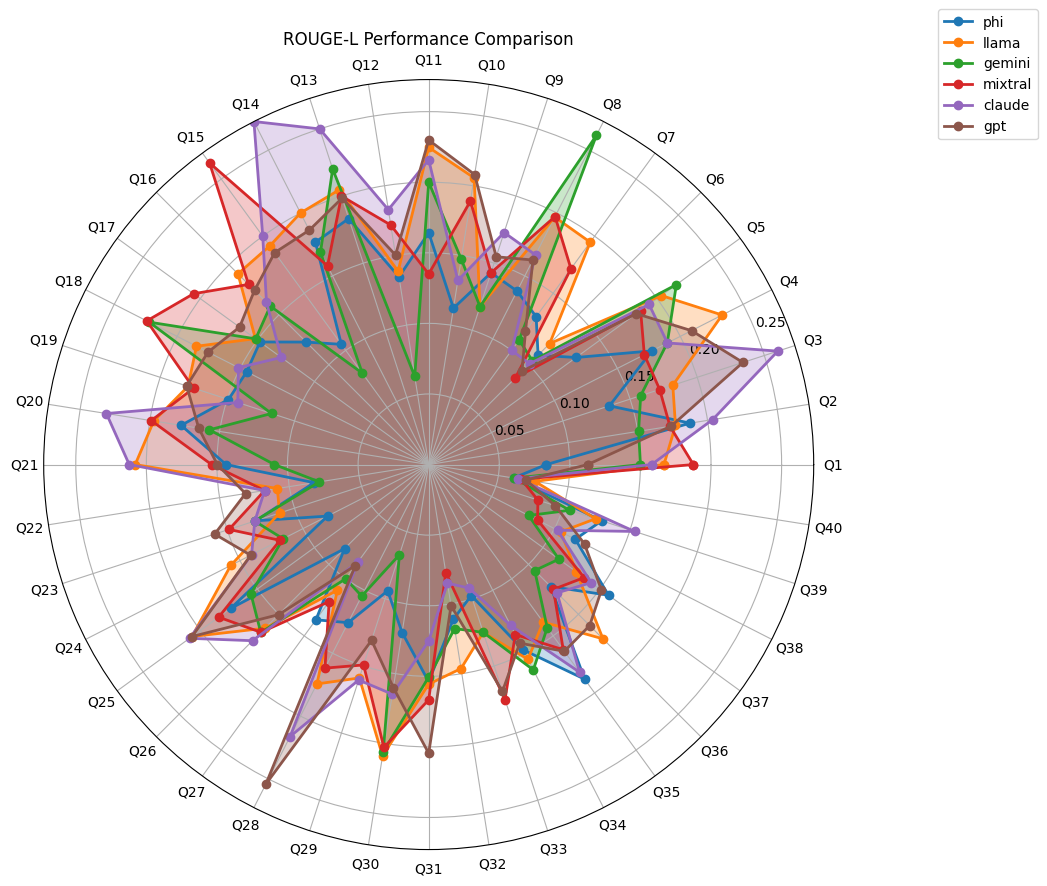 ROUGE-L Performance Comparison
phi
llama
gemini
mixtral
claude
gpt
Q1
Q2
Q3
Q4
Q5
Q6
Q7
Q8
Q9
Q10
Q11
Q12
Q13
Q14
Q15
Q16
Q17
Q18
Q19
Q20
Q21
Q22
Q23
Q24
Q25
Q26
Q27
Q28
Q29
Q30
Q31
Q32
Q33
Q34
Q35
Q36
Q37
Q38
Q39
Q40
0.05
0.10
0.15
0.20
0.25